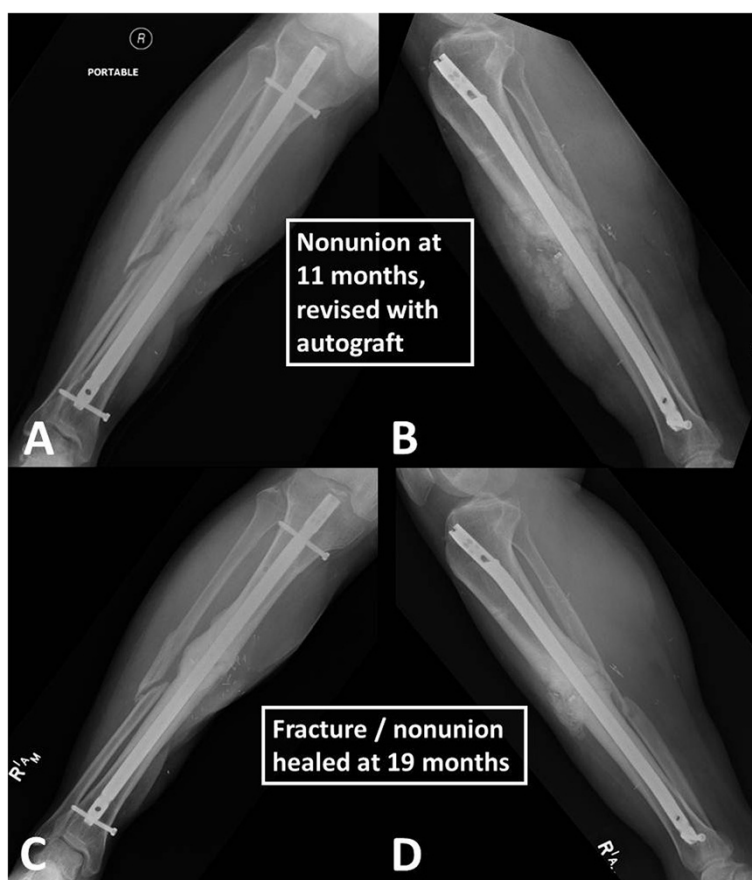 R
PORTABLE
Nonunion at
11 months,
revised with
autograft
A
B
Fracture / nonunion
healed at 19 months
R/A M
C
D
R/A.